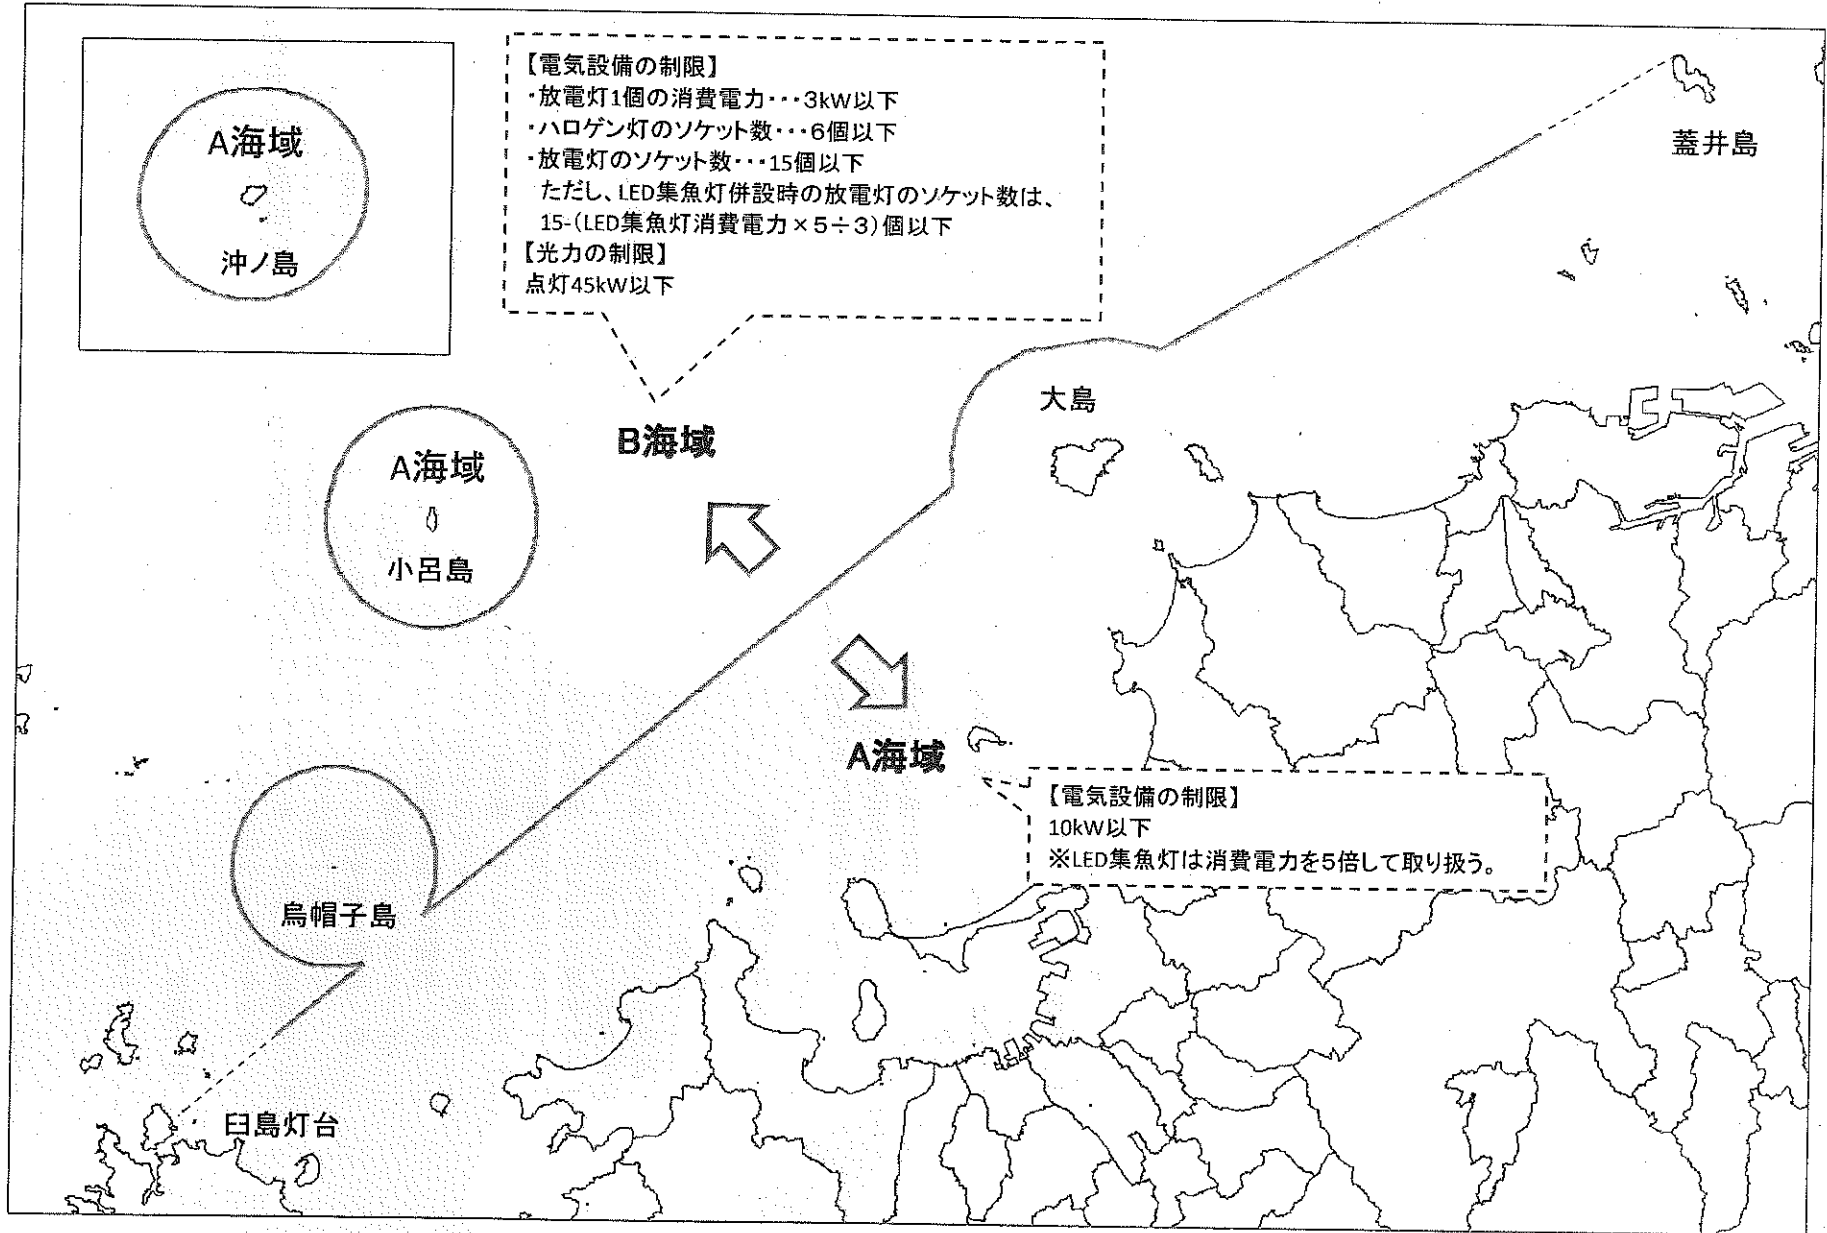 A海域
沖ノ島
【電気設備の制限】
・放電灯1個の消費電力・・・3kW以下
・ハロゲン灯のソケット数・・・6個以下
・放電灯のソケット数・・・15個以下
ただし、LED集魚灯併設時の放電灯のソケット数は、
15-(LED集魚灯消費電力×5÷3)個以下
【光力の制限】
点灯45kW以下
蓋井島
大島
B海域
A海域
小呂島
A海域
【電気設備の制限】
10kW以下
※LED集魚灯は消費電力を5倍して取り扱う。
烏帽子島
臼島灯台